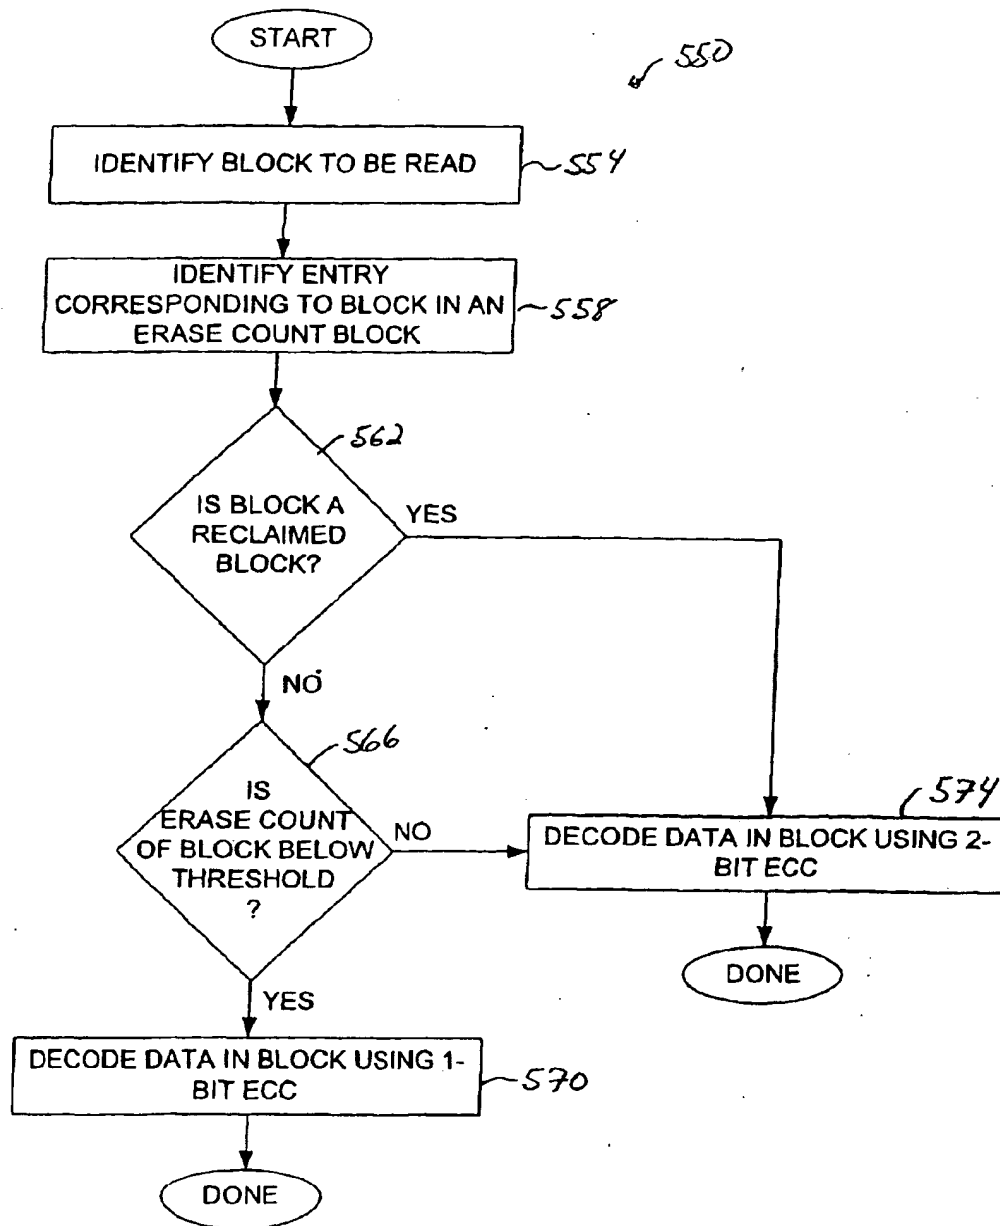 START
550
IDENTIFY BLOCK TO BE READ
554
IDENTIFY ENTRY
CORRESPONDING TO BLOCK IN AN
ERASE COUNT BLOCK
558
562
IS BLOCK A
RECLAIMED
BLOCK?
YES
NO
566
IS
ERASE COUNT
OF BLOCK BELOW
THRESHOLD
?
NO
574
DECODE DATA IN BLOCK USING 2-
BIT ECC
DONE
YES
DECODE DATA IN BLOCK USING 1-
BIT ECC
570
DONE